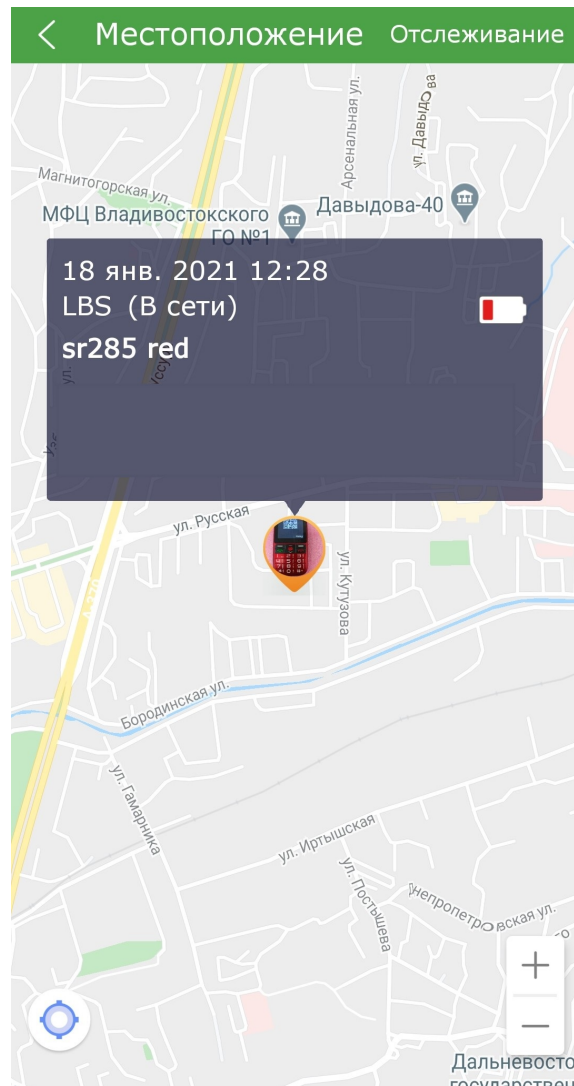 Местоположение Отслеживание
Арсенальная ул.
ул. Давыдова
Магнитогорская ул.
МФЦ Владивостокского
ГО №1
Давыдова-40
18 янв. 2021 12:28
LBS (В сети)
sr285 red
ул.
ул. Русская
ул. Кутузова
Бородинская ул.
ул. Гамарника
ул. Иртышская
ул. Постышева
Днепропетровская ул.
+
−
Дальневосто
государствен